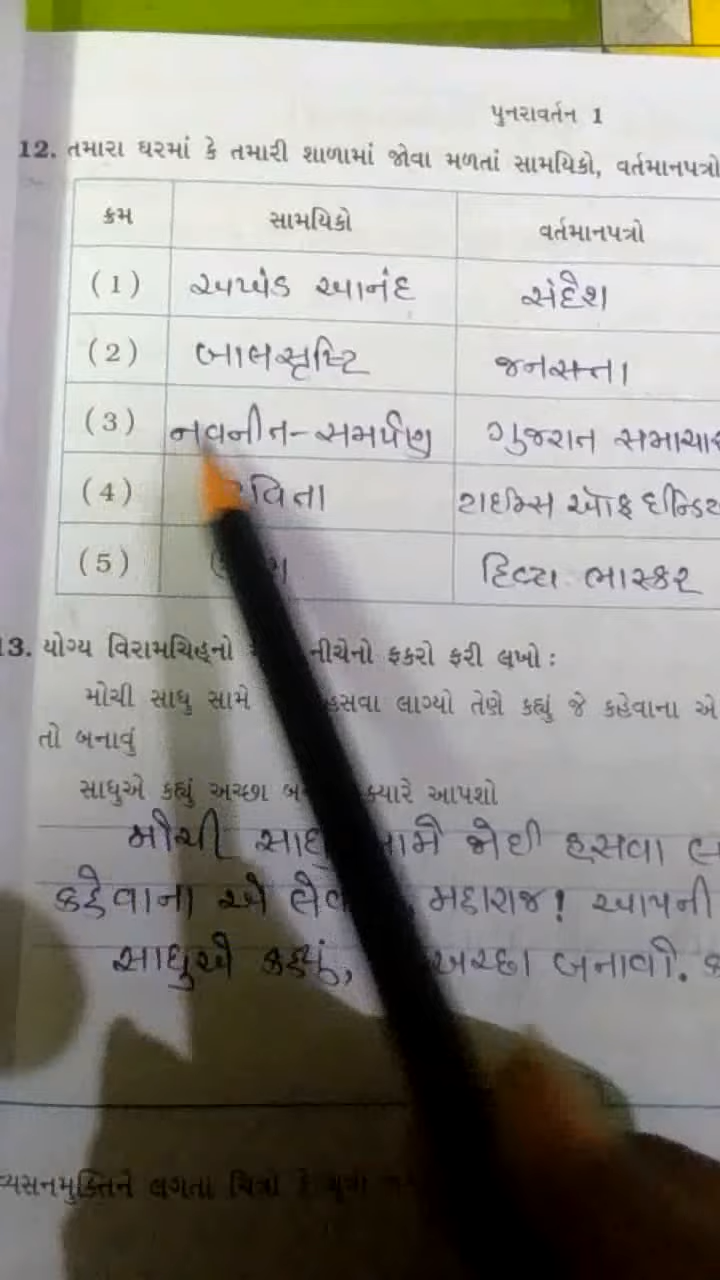 પુનરાવર્તન 1
12. તમારા ઘરમાં કે તમારી શાળામાં જોવા મળતાં સામયિકો, વર્તમાનપત્રો
ક્રમ સામયિકો વર્તમાનપત્રો
(1) અખંડ આનંદ સંદેશ
(2) બાલસૃષ્ટિ જનસત્તા
(3) નવનીત-સમર્પણ ગુજરાત સમાચાર
(4) ટાઇમ્સ ઑફ ઇન્ડિ
(5) દિવ્ય ભાસ્કર
13. યોગ્ય વિરામચિહ્નનો નીચેનો ફકરો ફરી લખો :
મોચી સાધુ સામે હસવા લાગ્યો તેણે કહ્યું જે કહેવાના એ
તો બનાવું
સાધુએ કહ્યું અચ્છા ક્યારે આપશો
મોચી સામે જોઈ હસવા
કહેવાના એ મહારાજ! આપની
સાધુએ કહ્યું, અચ્છા બનાવો.
વ્યસનમુક્તિને લગતા ચિત્રો કે